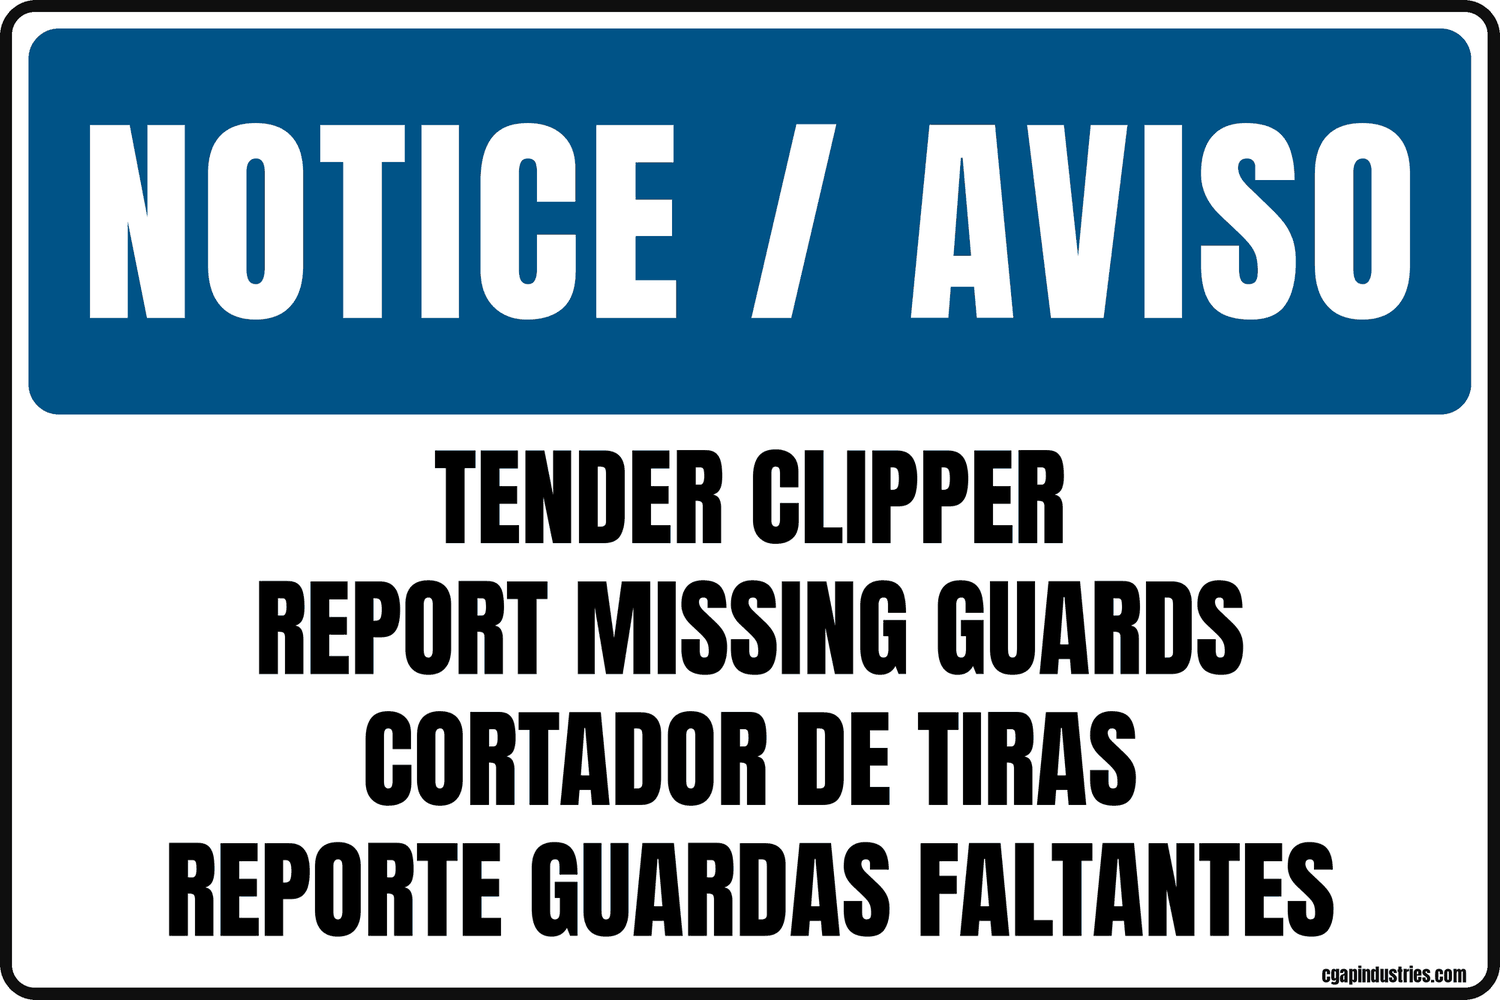 NOTICE / AVISO
TENDER CLIPPER
REPORT MISSING GUARDS
CORTADOR DE TIRAS
REPORTE GUARDAS FALTANTES
cgapindustries.com